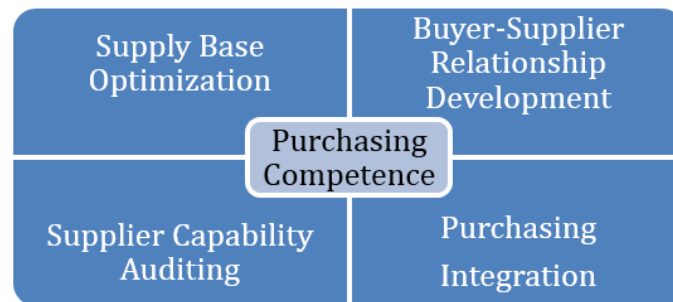 Supply Base
Optimization
Buyer-Supplier
Relationship
Development
Purchasing
Competence
Supplier Capability
Auditing
Purchasing
Integration